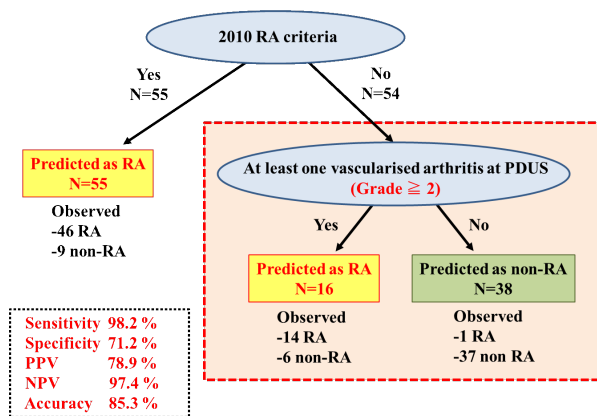 2010 RA criteria
Yes
N=55
No
N=54
Predicted as RA
N=55
Observed
-46 RA
-9 non-RA
At least one vascularised arthritis at PDUS
(Grade ≧ 2)
Yes
No
Predicted as RA
N=16
Observed
-14 RA
-6 non-RA
Predicted as non-RA
N=38
Observed
-1 RA
-37 non RA
Sensitivity 98.2 %
Specificity 71.2 %
PPV 78.9 %
NPV 97.4 %
Accuracy 85.3 %